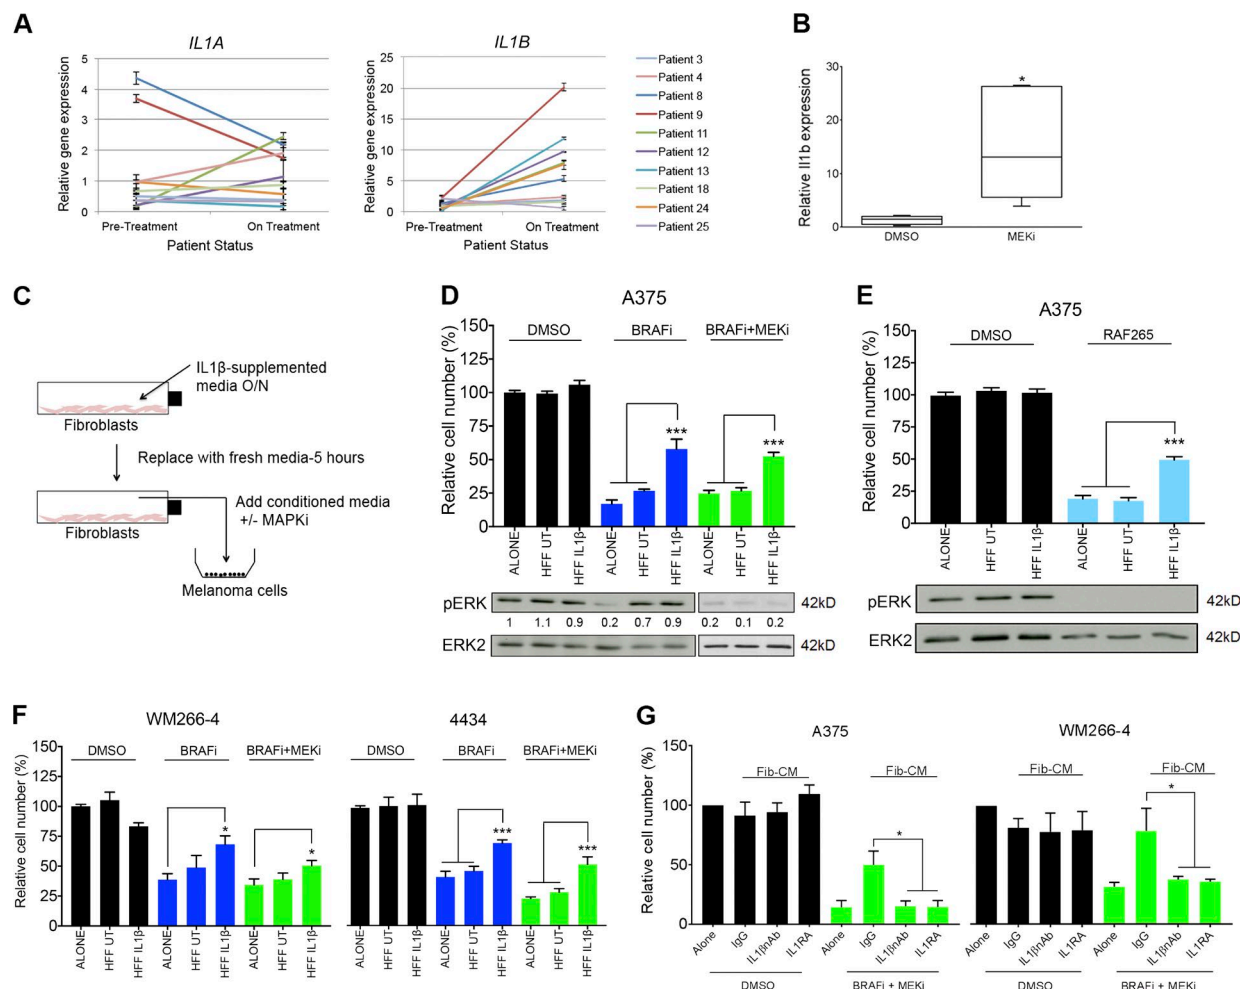 A
IL1A
Relative gene expression
5
4
3
2
1
0
Pre-Treatment
On Treatment
Patient Status
IL1B
Relative gene expression
25
20
15
10
5
0
Pre-Treatment
On Treatment
Patient Status
Patient 3
Patient 4
Patient 8
Patient 9
Patient 11
Patient 12
Patient 13
Patient 18
Patient 24
Patient 25
B
Relative Il1b expression
30
20
10
0
*
DMSO
MEKi
C
IL1β-supplemented
media O/N
Fibroblasts
Replace with fresh media-5 hours
Add conditioned media
+/- MAPKi
Fibroblasts
Melanoma cells
D
A375
DMSO
BRAFi
BRAFi+MEKi
Relative cell number (%)
150
125
100
75
50
25
0
***
***
ALONE
HFF UT
HFF IL1β
ALONE
HFF UT
HFF IL1β
ALONE
HFF UT
HFF IL1β
pERK
42kD
1 1.1 0.9 0.2 0.7 0.9 0.2 0.1 0.2
ERK2
42kD
E
A375
DMSO
RAF265
Relative cell number (%)
150
125
100
75
50
25
0
***
ALONE
HFF UT
HFF IL1β
ALONE
HFF UT
HFF IL1β
pERK
42kD
ERK2
42kD
F
WM266-4
DMSO
BRAFi
BRAFi+MEKi
Relative cell number (%)
150
125
100
75
50
25
0
*
*
ALONE
HFF UT
HFF IL1β
ALONE
HFF UT
HFF IL1β
ALONE
HFF UT
HFF IL1β
4434
DMSO
BRAFi
BRAFi+MEKi
150
125
100
75
50
25
0
***
***
ALONE
HFF UT
HFF IL1β
ALONE
HFF UT
HFF IL1β
ALONE
HFF UT
HFF IL1β
G
A375
Fib-CM
Fib-CM
Relative cell number (%)
150
100
50
0
*
Alone
IgG
IL1βnAb
IL1RA
Alone
IgG
IL1βnAb
IL1RA
DMSO
BRAFi + MEKi
WM266-4
Fib-CM
Fib-CM
*
Alone
IgG
IL1βnAb
IL1RA
Alone
IgG
IL1βnAb
IL1RA
DMSO
BRAFi + MEKi